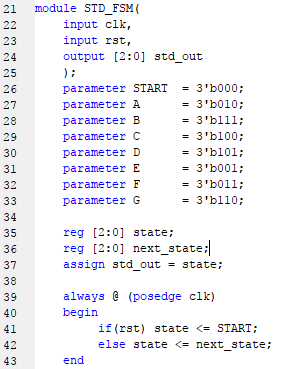 21 module STD_FSM(
22 input clk,
23 input rst,
24 output [2:0] std_out
25 );
26 parameter START = 3'b000;
27 parameter A = 3'b010;
28 parameter B = 3'b111;
29 parameter C = 3'b100;
30 parameter D = 3'b101;
31 parameter E = 3'b001;
32 parameter F = 3'b011;
33 parameter G = 3'b110;
34
35 reg [2:0] state;
36 reg [2:0] next_state;
37 assign std_out = state;
38
39 always @ (posedge clk)
40 begin
41 if(rst) state <= START;
42 else state <= next_state;
43 end